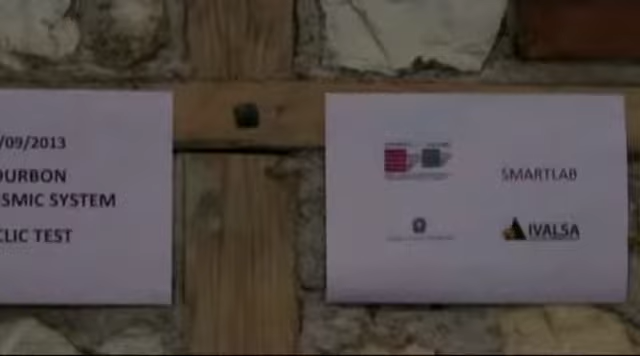 /09/2013
OURBON
SMIC SYSTEM
CLIC TEST
SMARTLAB
IVALSA